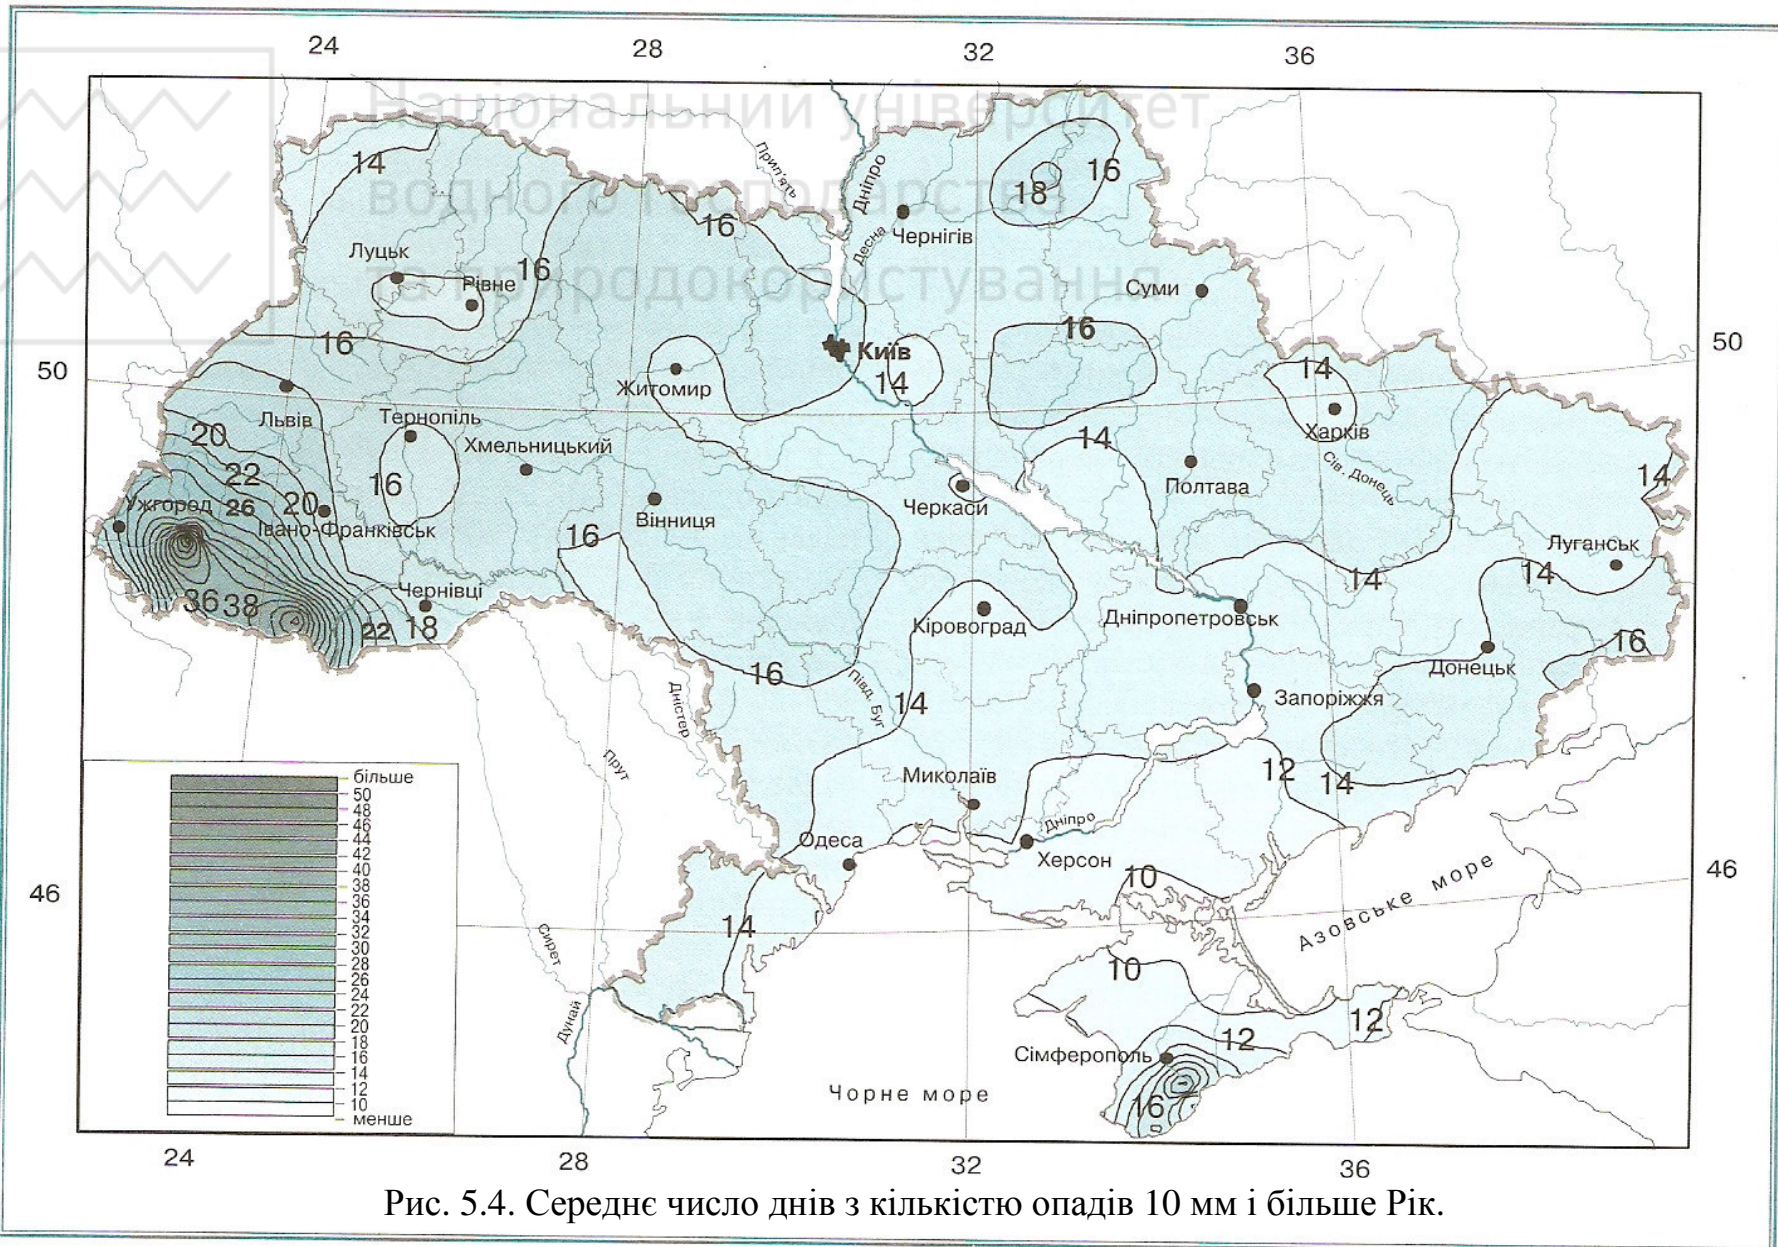 24 28 32 36
Національний університет
водного господарства
та природокористування
14
Прип'ять
Дніпро
16
18
16
Десна
Чернігів
Луцьк
16
Рівне
Суми
16
16
Київ
50
50
14
14
Житомир
Львів
Тернопіль
Харків
20
Хмельницький
14
Сів. Донець
22
16
Полтава
14
Ужгород
26
20
Івано-Франківськ
Вінниця
Черкаси
16
Луганськ
14
14
Чернівці
36
38
22
18
Кіровоград
Дніпропетровськ
16
Донецьк
16
Півд. Буг
Дністер
14
Запоріжжя
Прут
Миколаїв
12
14
більше
50
48
46
44
42
40
38
36
34
32
30
28
26
24
22
20
18
16
14
12
10
менше
Одеса
Дніпро
Херсон
10
46
46
Азовське море
14
Сирет
10
Дунай
12
12
Сімферополь
Чорне море
16
24 28 32 36
Рис. 5.4. Середнє число днів з кількістю опадів 10 мм і більше Рік.